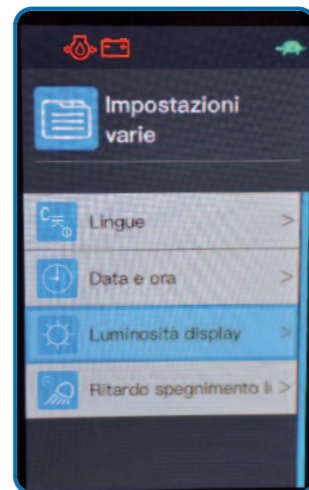 Impostazioni
varie
Lingue >
Data e ora >
Luminosità display >
Ritardo spegnimento >